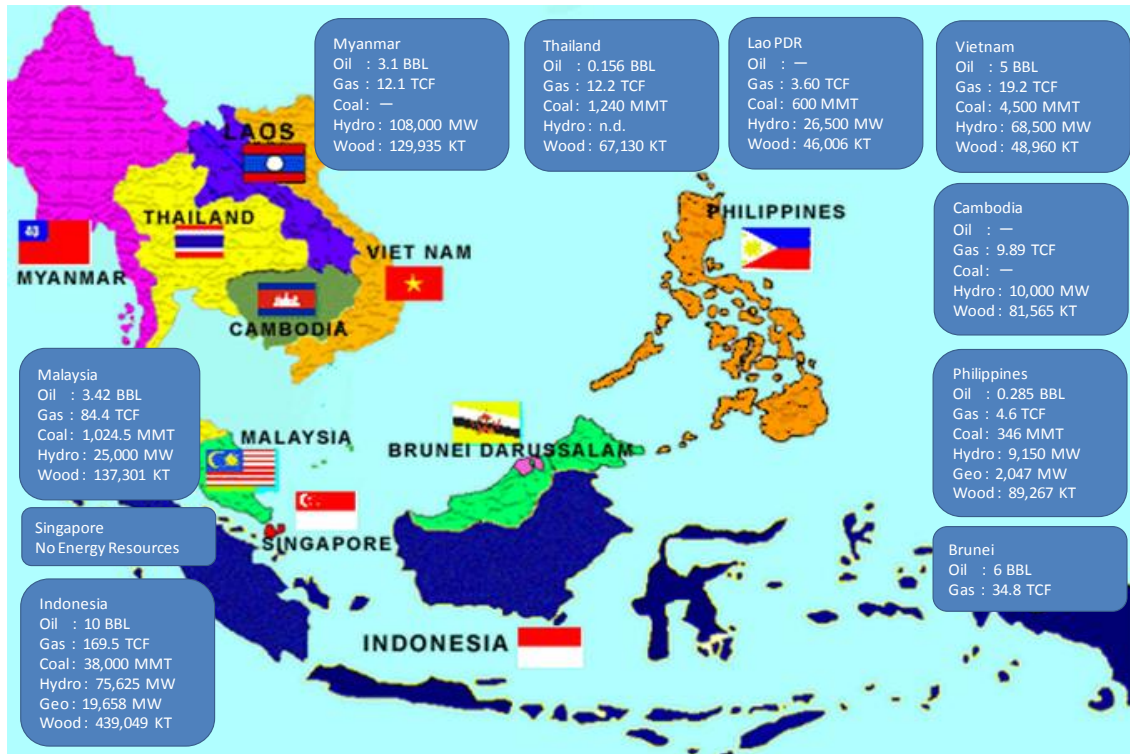 Myanmar
Oil : 3.1 BBL
Gas : 12.1 TCF
Coal : —
Hydro : 108,000 MW
Wood : 129,935 KT
Thailand
Oil : 0.156 BBL
Gas : 12.2 TCF
Coal : 1,240 MMT
Hydro : n.d.
Wood : 67,130 KT
Lao PDR
Oil : —
Gas : 3.60 TCF
Coal : 600 MMT
Hydro : 26,500 MW
Wood : 46,006 KT
Vietnam
Oil : 5 BBL
Gas : 19.2 TCF
Coal : 4,500 MMT
Hydro : 68,500 MW
Wood : 48,960 KT
LAOS
THAILAND
MYANMAR
VIET NAM
CAMBODIA
PHILIPPINES
Cambodia
Oil : —
Gas : 9.89 TCF
Coal : —
Hydro : 10,000 MW
Wood : 81,565 KT
Malaysia
Oil : 3.42 BBL
Gas : 84.4 TCF
Coal : 1,024.5 MMT
Hydro : 25,000 MW
Wood : 137,301 KT
MALAYSIA
BRUNEI DARUSSALAM
Philippines
Oil : 0.285 BBL
Gas : 4.6 TCF
Coal : 346 MMT
Hydro : 9,150 MW
Geo : 2,047 MW
Wood : 89,267 KT
Singapore
No Energy Resources
SINGAPORE
Brunei
Oil : 6 BBL
Gas : 34.8 TCF
Indonesia
Oil : 10 BBL
Gas : 169.5 TCF
Coal : 38,000 MMT
Hydro : 75,625 MW
Geo : 19,658 MW
Wood : 439,049 KT
INDONESIA